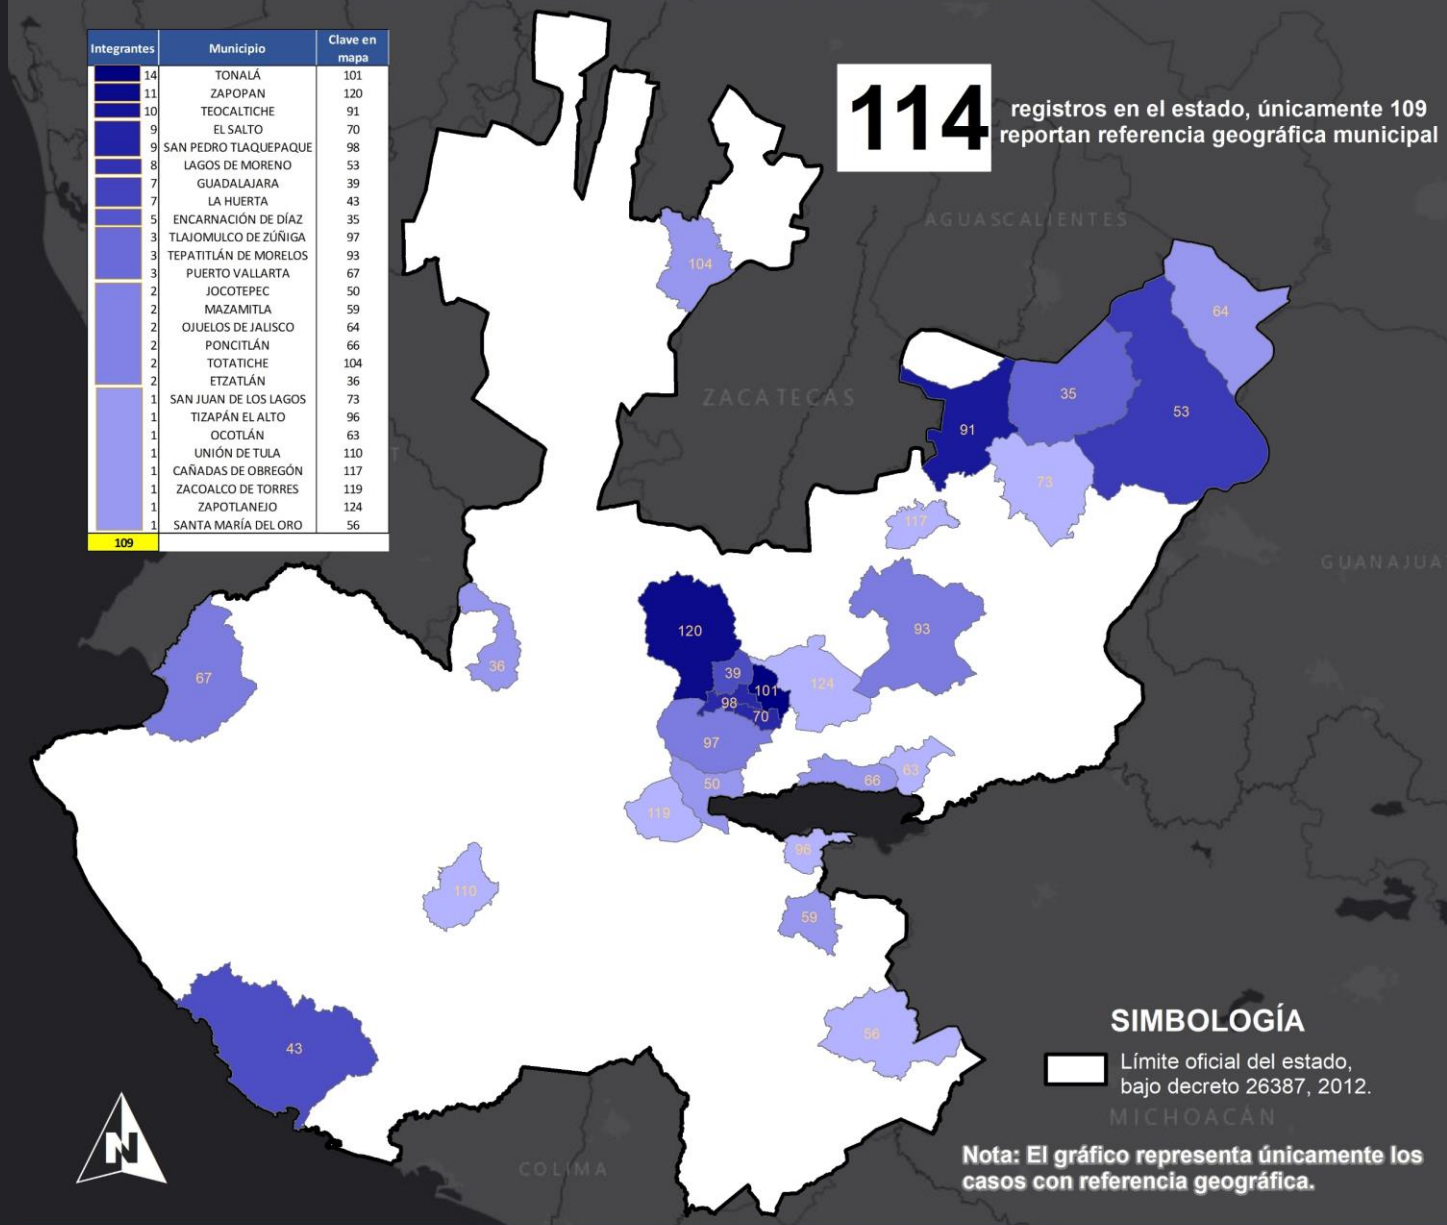 Integrantes Municipio Clave en mapa
14 TONALÁ 101
11 ZAPOPAN 120
10 TEOCALTICHE 91
9 EL SALTO 70
9 SAN PEDRO TLAQUEPAQUE 98
8 LAGOS DE MORENO 53
7 GUADALAJARA 39
7 LA HUERTA 43
5 ENCARNACIÓN DE DÍAZ 35
3 TLAJOMULCO DE ZÚÑIGA 97
3 TEPATITLÁN DE MORELOS 93
3 PUERTO VALLARTA 67
2 JOCOTEPEC 50
2 MAZAMITLA 59
2 OJUELOS DE JALISCO 64
2 PONCITLÁN 66
2 TOTATICHE 104
2 ETZATLÁN 36
1 SAN JUAN DE LOS LAGOS 73
1 TIZAPÁN EL ALTO 96
1 OCOTLÁN 63
1 UNIÓN DE TULA 110
1 CAÑADAS DE OBREGÓN 117
1 ZACOALCO DE TORRES 119
1 ZAPOTLANEJO 124
1 SANTA MARÍA DEL ORO 56
109
114
registros en el estado, únicamente 109
reportan referencia geográfica municipal
AGUASCALIENTES
104
64
ZACATECAS
35
53
91
T
73
117
GUANAJUA
120
93
36
39
67
124
101
98
70
97
63
66
50
119
96
110
59
56
43
SIMBOLOGÍA
Límite oficial del estado,
bajo decreto 26387, 2012.
MICHOACÁN
N
COLIMA
Nota: El gráfico representa únicamente los
casos con referencia geográfica.